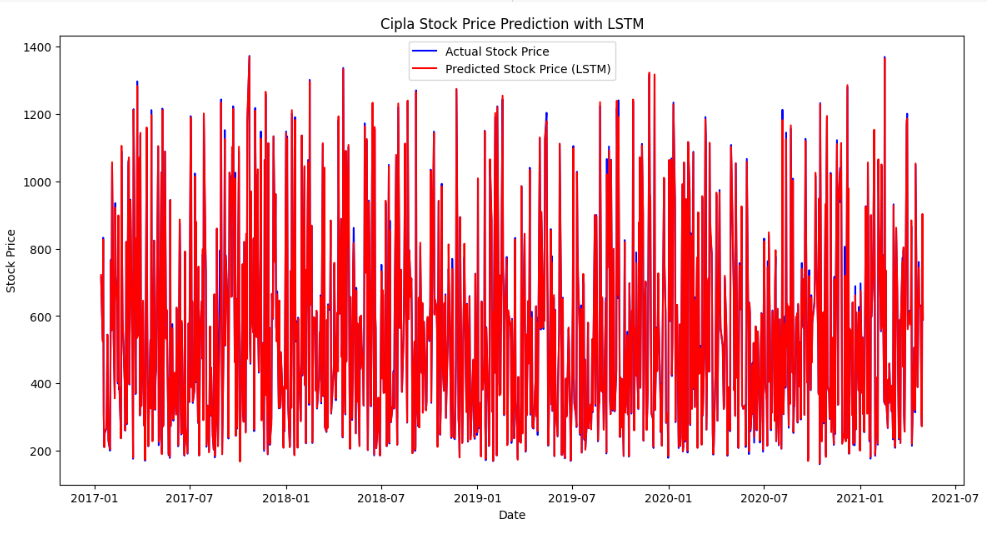 Cipla Stock Price Prediction with LSTM
Actual Stock Price
Predicted Stock Price (LSTM)
Stock Price
1400
1200
1000
800
600
400
200
2017-01 2017-07 2018-01 2018-07 2019-01 2019-07 2020-01 2020-07 2021-01 2021-07
Date